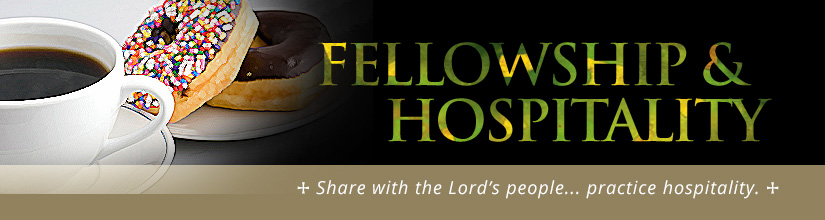 FELLOWSHIP &
HOSPITALITY
✢ Share with the Lord’s people... practice hospitality. ✢